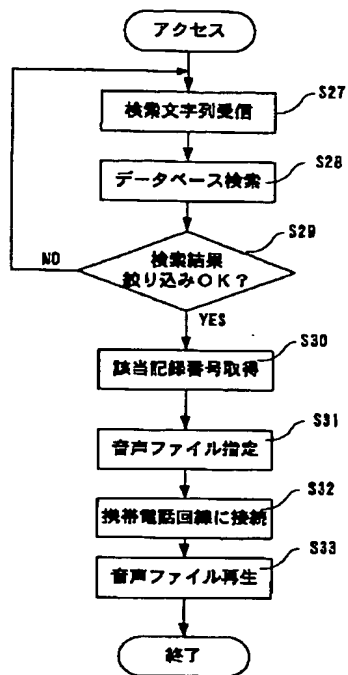 アクセス
S27
検索文字列受信
S28
データベース検索
S29
検索結果
絞り込みOK?
NO
YES
S30
該当記録番号取得
S31
音声ファイル指定
S32
携帯電話回線に接続
S33
音声ファイル再生
終了